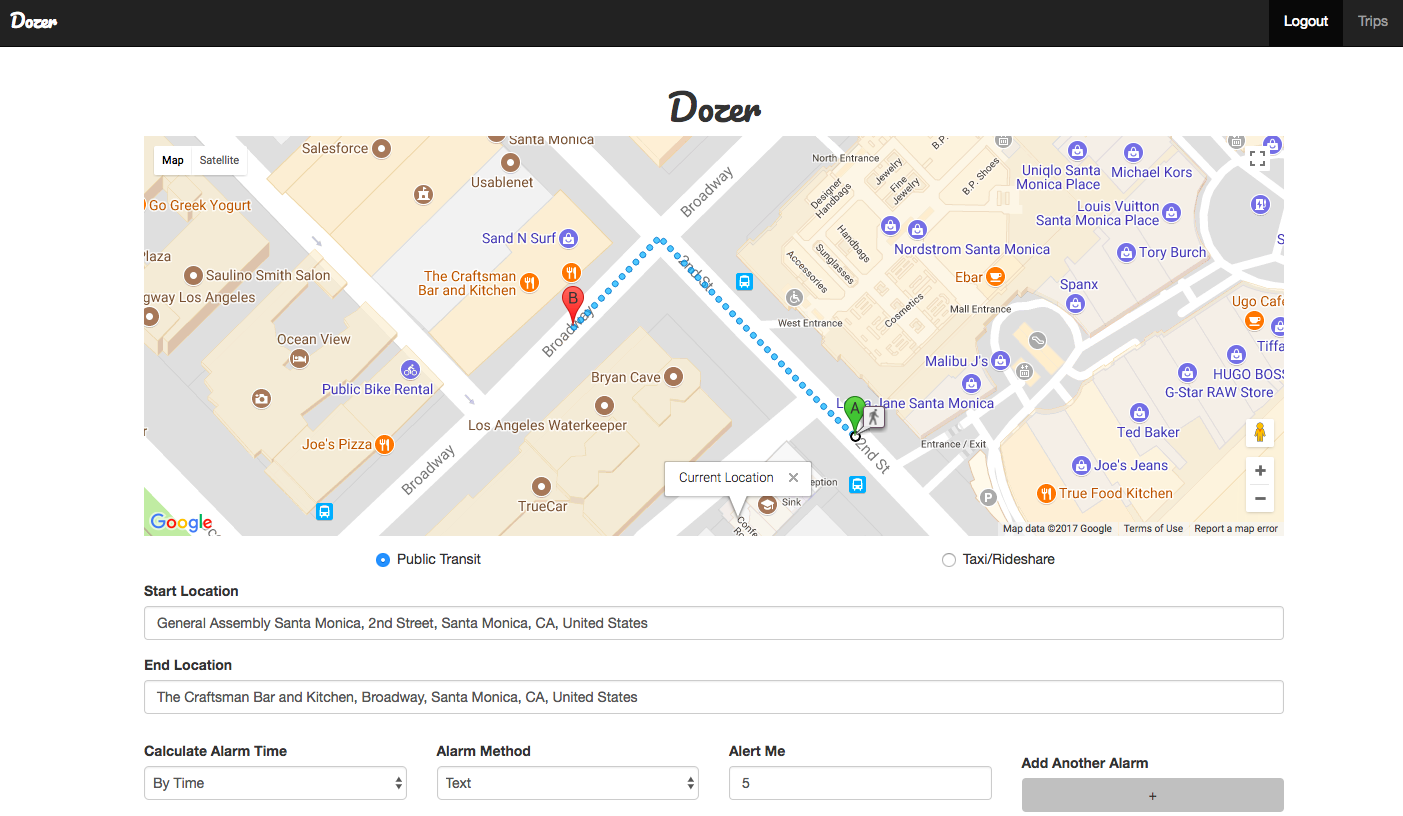 Dozer
Logout
Trips
Dozer
Map
Satellite
Salesforce
Santa Monica
Usablenet
Broadway
Go Greek Yogurt
Sand N Surf
The Craftsman
Bar and Kitchen
Saulino Smith Salon
Ocean View
Public Bike Rental
Joe's Pizza
Broadway
Broadway
B
2nd St
Bryan Cave
Los Angeles Waterkeeper
TrueCar
North Entrance
Designer
Handbags
Jewelry
Fine
Jewelry
B.P. Shoes
Handbags
Sunglasses
Accessories
Cosmetics
West Entrance
Mall Entrance
Uniqlo Santa
Monica Place
Michael Kors
Louis Vuitton
Santa Monica Place
Nordstrom Santa Monica
Tory Burch
Ebar
Spanx
Malibu J's
Jane Santa Monica
A
2nd St
Entrance / Exit
HUGO BOSS
G-Star RAW Store
Ted Baker
Joe's Jeans
True Food Kitchen
P
Current Location
Sink
Google
+
−
Map data ©2017 Google
Terms of Use
Report a map error
Public Transit
Taxi/Rideshare
Start Location
General Assembly Santa Monica, 2nd Street, Santa Monica, CA, United States
End Location
The Craftsman Bar and Kitchen, Broadway, Santa Monica, CA, United States
Calculate Alarm Time
Alarm Method
Alert Me
Add Another Alarm
By Time
Text
5
+